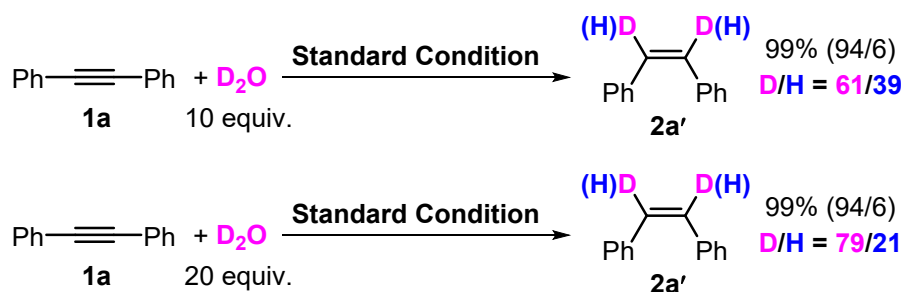 (H)D D(H)
Ph Ph + D₂O Standard Condition 99% (94/6)
D/H = 61/39
1a 10 equiv. Ph Ph
2a′
(H)D D(H)
Ph Ph + D₂O Standard Condition 99% (94/6)
D/H = 79/21
1a 20 equiv. Ph Ph
2a′